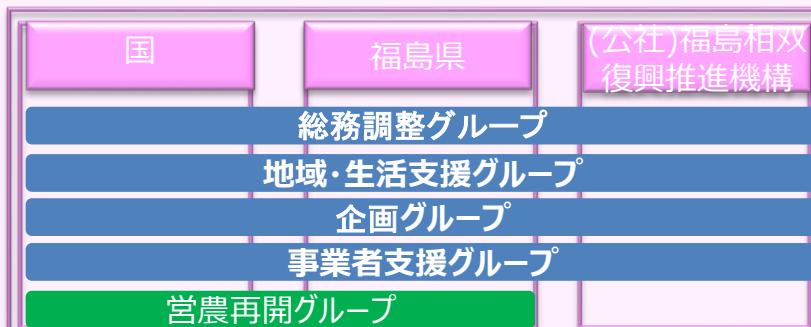 国
福島県
(公社)福島相双
復興推進機構
総務調整グループ
地域・生活支援グループ
企画グループ
事業者支援グループ
営農再開グループ